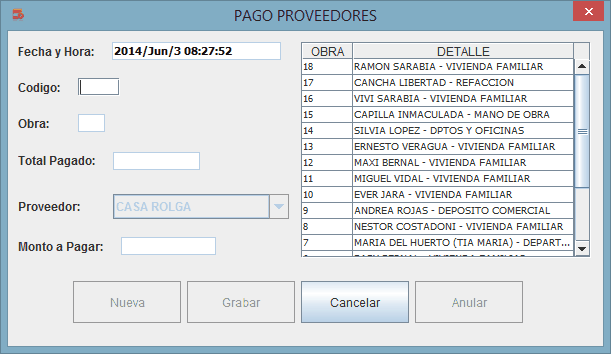 PAGO PROVEEDORES
Fecha y Hora: 2014/Jun/3 08:27:52
Codigo:
Obra:
Total Pagado:
Proveedor: CASA ROLGA
Monto a Pagar:
OBRA DETALLE
18 RAMON SARABIA - VIVIENDA FAMILIAR
17 CANCHA LIBERTAD - REFACCION
16 VIVI SARABIA - VIVIENDA FAMILIAR
15 CAPILLA INMACULADA - MANO DE OBRA
14 SILVIA LOPEZ - DPTOS Y OFICINAS
13 ERNESTO VERAGUA - VIVIENDA FAMILIAR
12 MAXI BERNAL - VIVIENDA FAMILIAR
11 MIGUEL VIDAL - VIVIENDA FAMILIAR
10 EVER JARA - VIVIENDA FAMILIAR
9 ANDREA ROJAS - DEPOSITO COMERCIAL
8 NESTOR COSTADONI - VIVIENDA FAMILIAR
7 MARIA DEL HUERTO (TIA MARIA) - DEPART...
Nueva Grabar Cancelar Anular